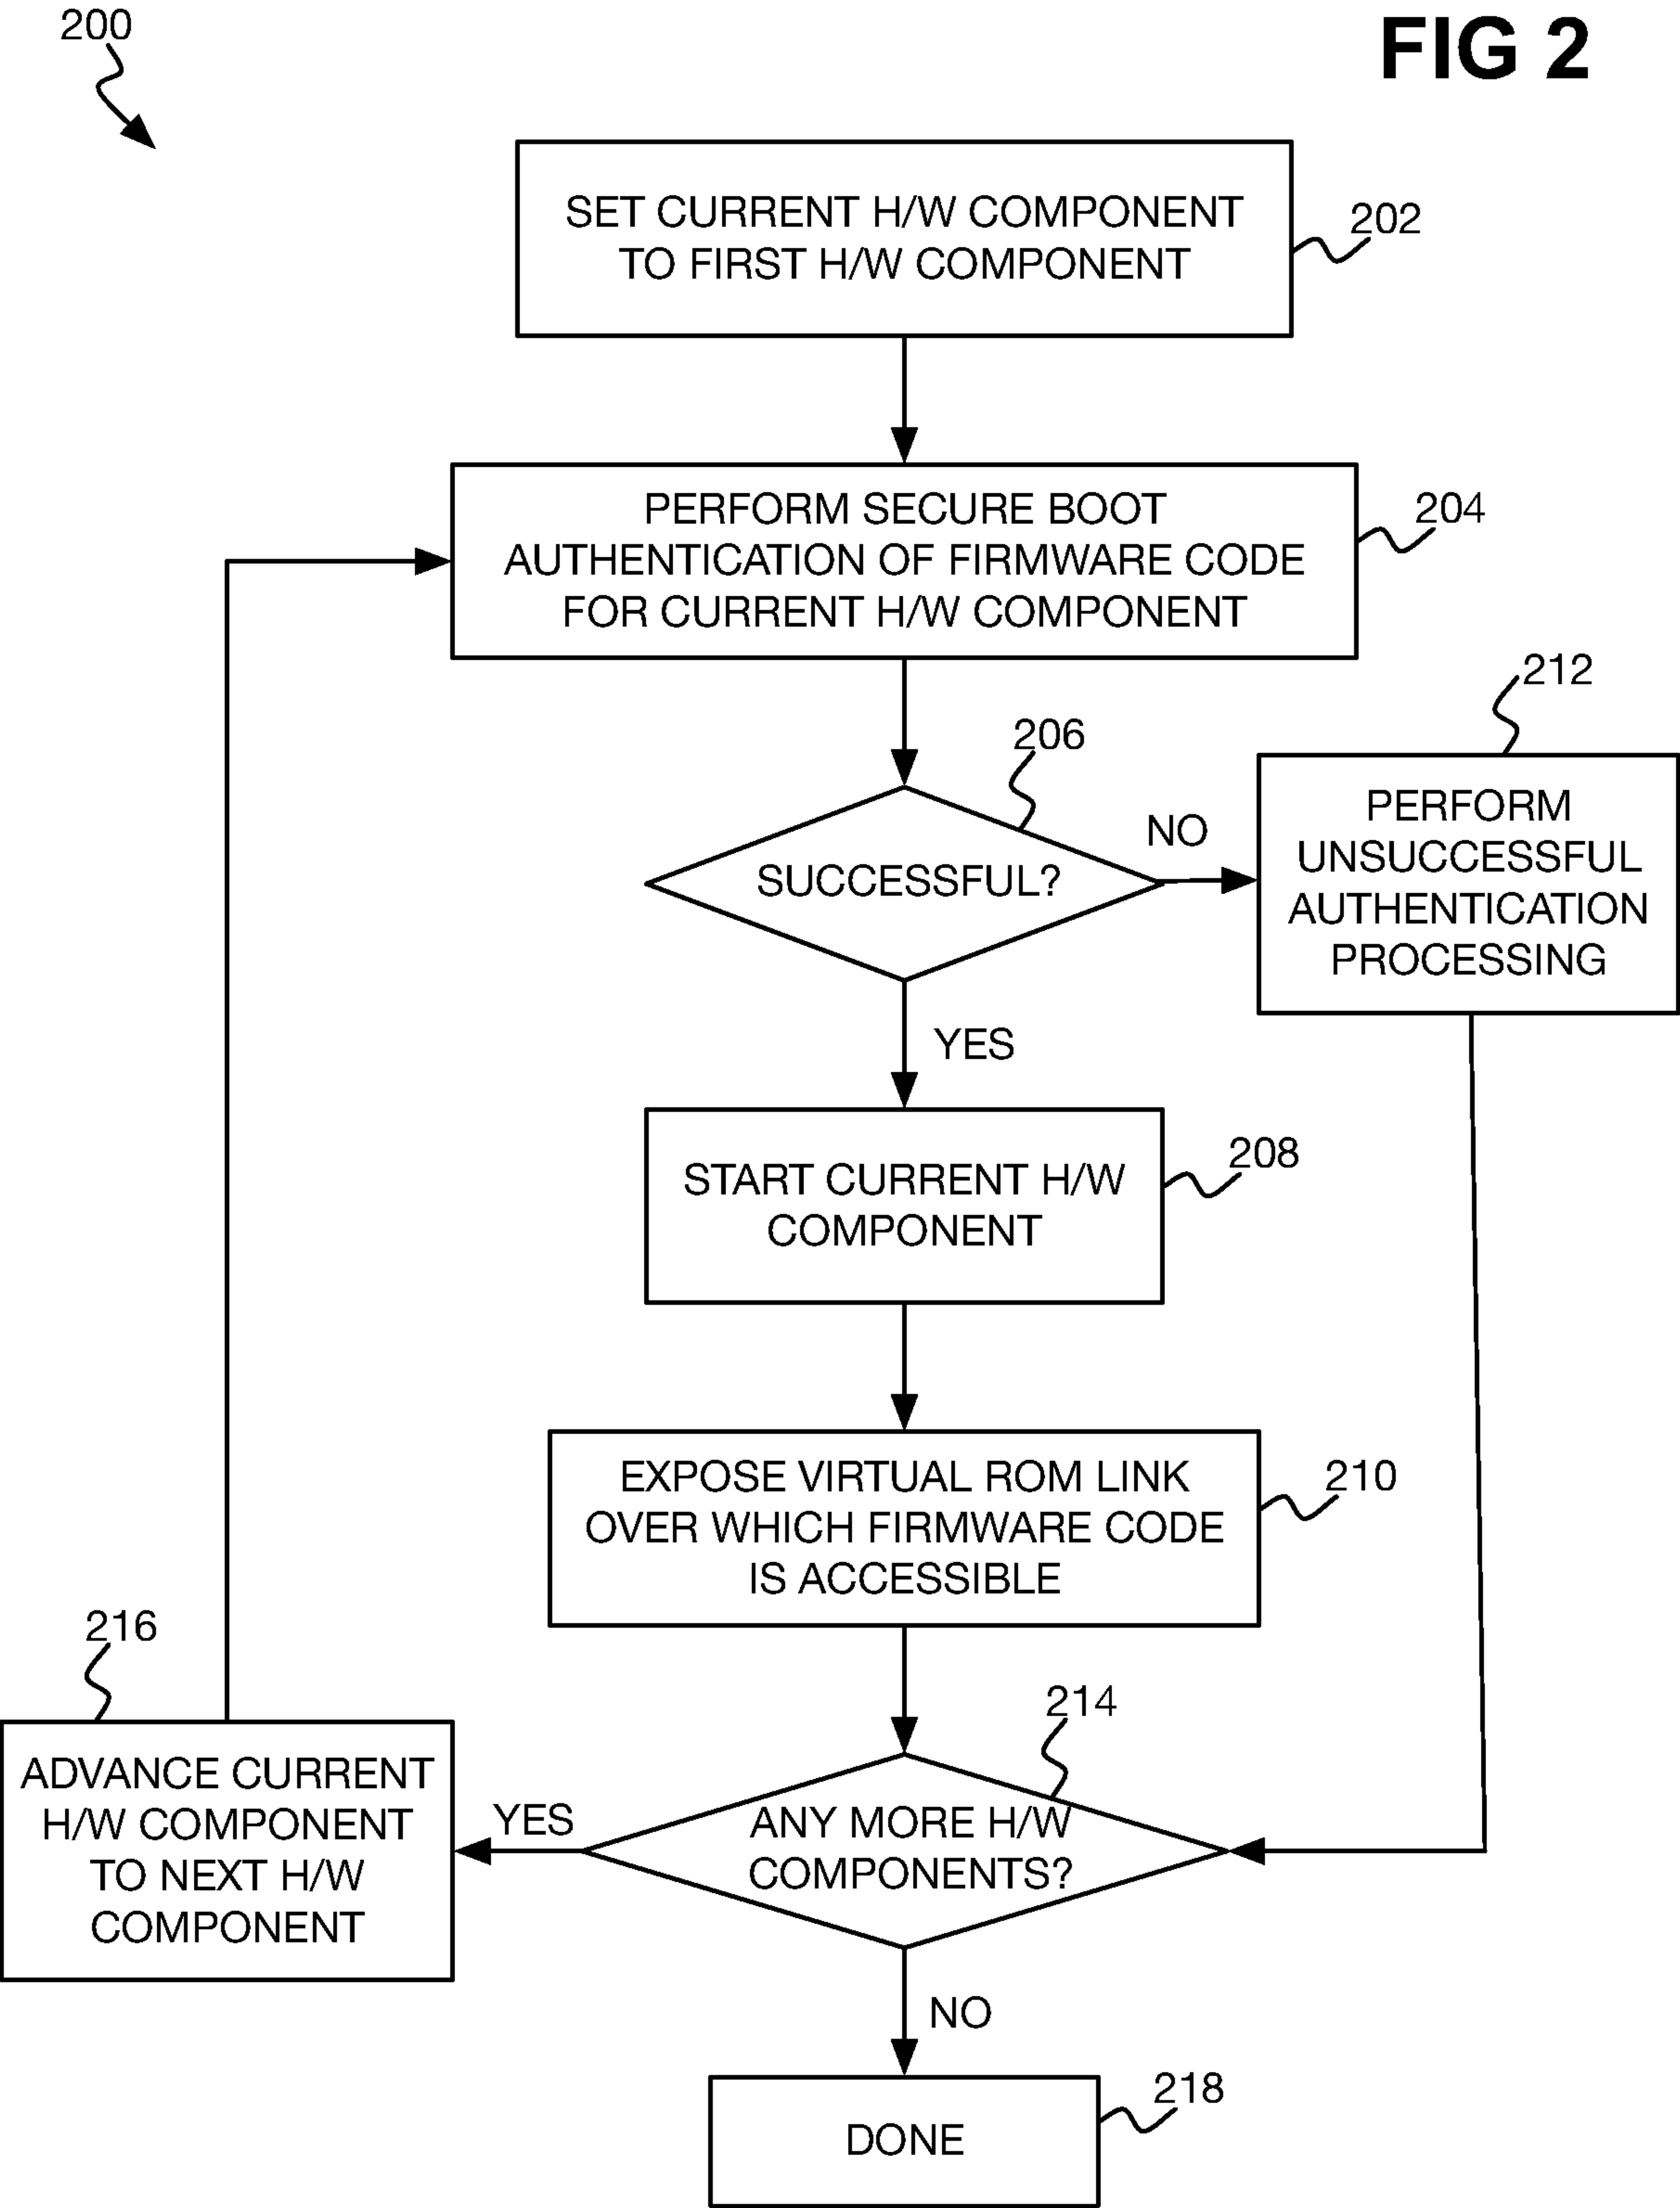 200
FIG 2
SET CURRENT H/W COMPONENT
TO FIRST H/W COMPONENT
202
PERFORM SECURE BOOT
AUTHENTICATION OF FIRMWARE CODE
FOR CURRENT H/W COMPONENT
204
206
SUCCESSFUL?
NO
212
PERFORM
UNSUCCESSFUL
AUTHENTICATION
PROCESSING
YES
START CURRENT H/W
COMPONENT
208
EXPOSE VIRTUAL ROM LINK
OVER WHICH FIRMWARE CODE
IS ACCESSIBLE
210
214
ANY MORE H/W
COMPONENTS?
YES
216
ADVANCE CURRENT
H/W COMPONENT
TO NEXT H/W
COMPONENT
NO
DONE
218